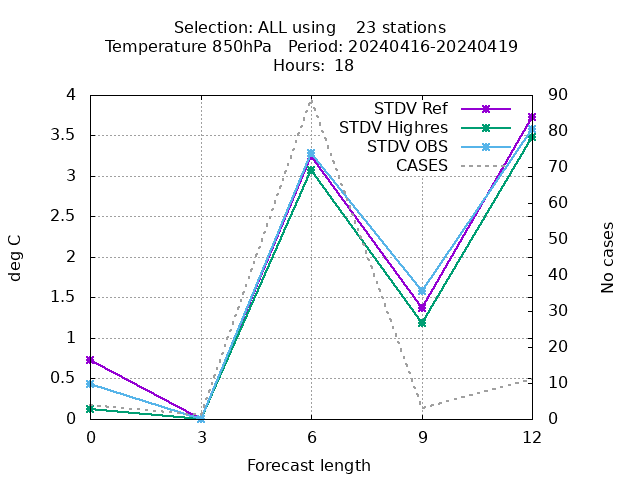 Selection: ALL using    23 stations
Temperature 850hPa   Period: 20240416-20240419
Hours: 18
4
3.5
3
2.5
2
1.5
1
0.5
0
deg C
90
80
70
60
50
40
30
20
10
0
No cases
STDV Ref
STDV Highres
STDV OBS
CASES
0 3 6 9 12
Forecast length